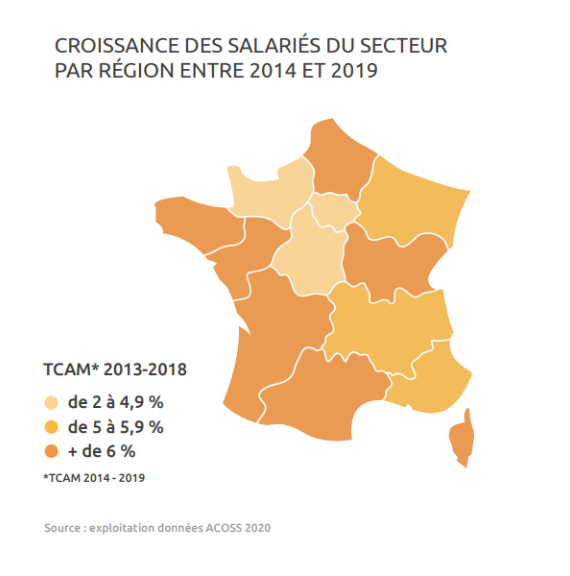 CROISSANCE DES SALARIÉS DU SECTEUR
PAR RÉGION ENTRE 2014 ET 2019
TCAM* 2013-2018
de 2 à 4,9 %
de 5 à 5,9 %
+ de 6 %
*TCAM 2014 - 2019
Source : exploitation données ACOSS 2020